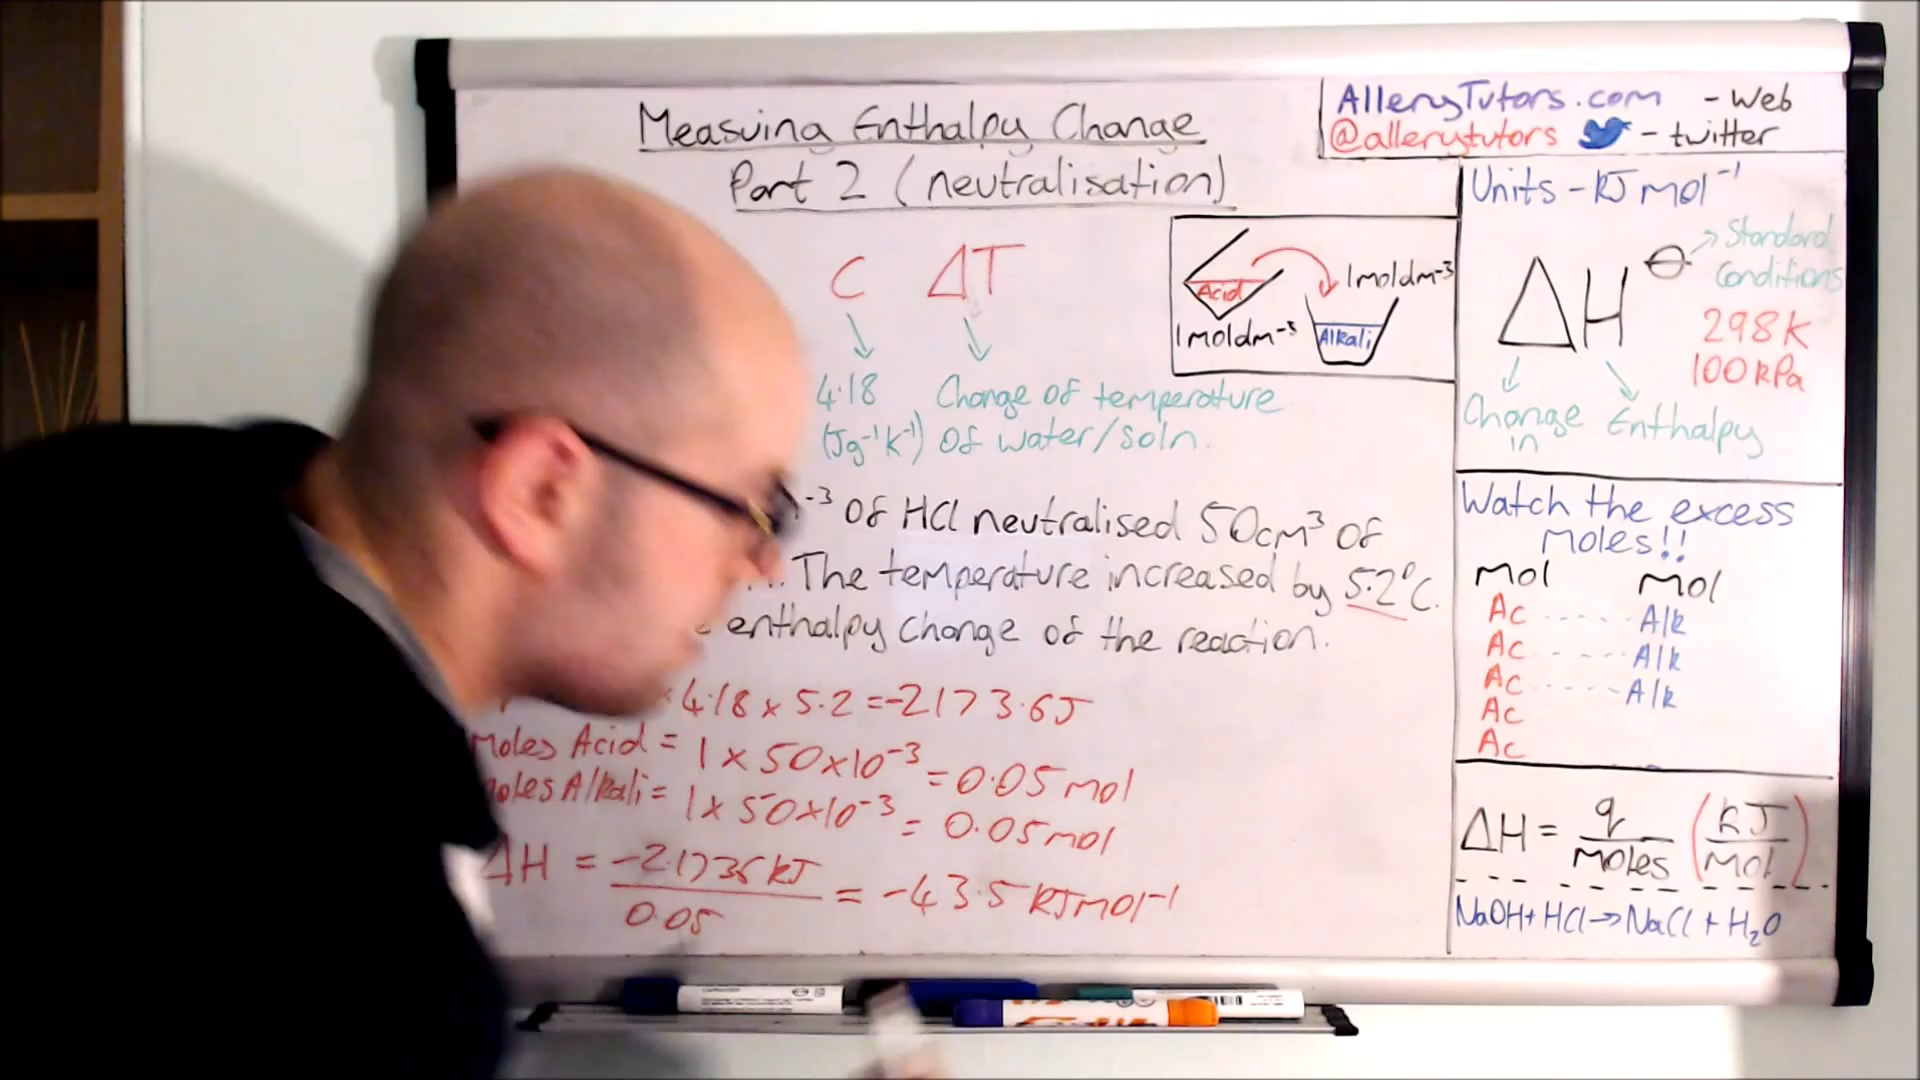 Measuing Enthalpy Change
Part 2 (neutralisation)
C ΔT
4.18
(Jg⁻¹K⁻¹)
Change of temperature
of water/soln.
Acid
1moldm⁻³
1moldm⁻³
Alkali
⁻³ of HCl neutralised 50cm³ of
. The temperature increased by 5.2°C.
enthalpy change of the reaction.
4.18 x 5.2 = -2173.6J
Moles Acid = 1 x 50x10⁻³ = 0.05 mol
Moles Alkali = 1 x 50x10⁻³ = 0.05 mol
ΔH = -2.1736 kJ
0.05
= -43.5 kJmol⁻¹
AlleryTutors.com - Web
@allerytutors - twitter
Units - kJ mol⁻¹
ΔH⊖
Standard
Conditions
298K
100kPa
Change
in
Enthalpy
Watch the excess
moles!!
mol mol
Ac ..... Alk
Ac ..... Alk
Ac ..... Alk
Ac
Ac
ΔH = q/moles (kJ/mol)
NaOH + HCl → NaCl + H₂O